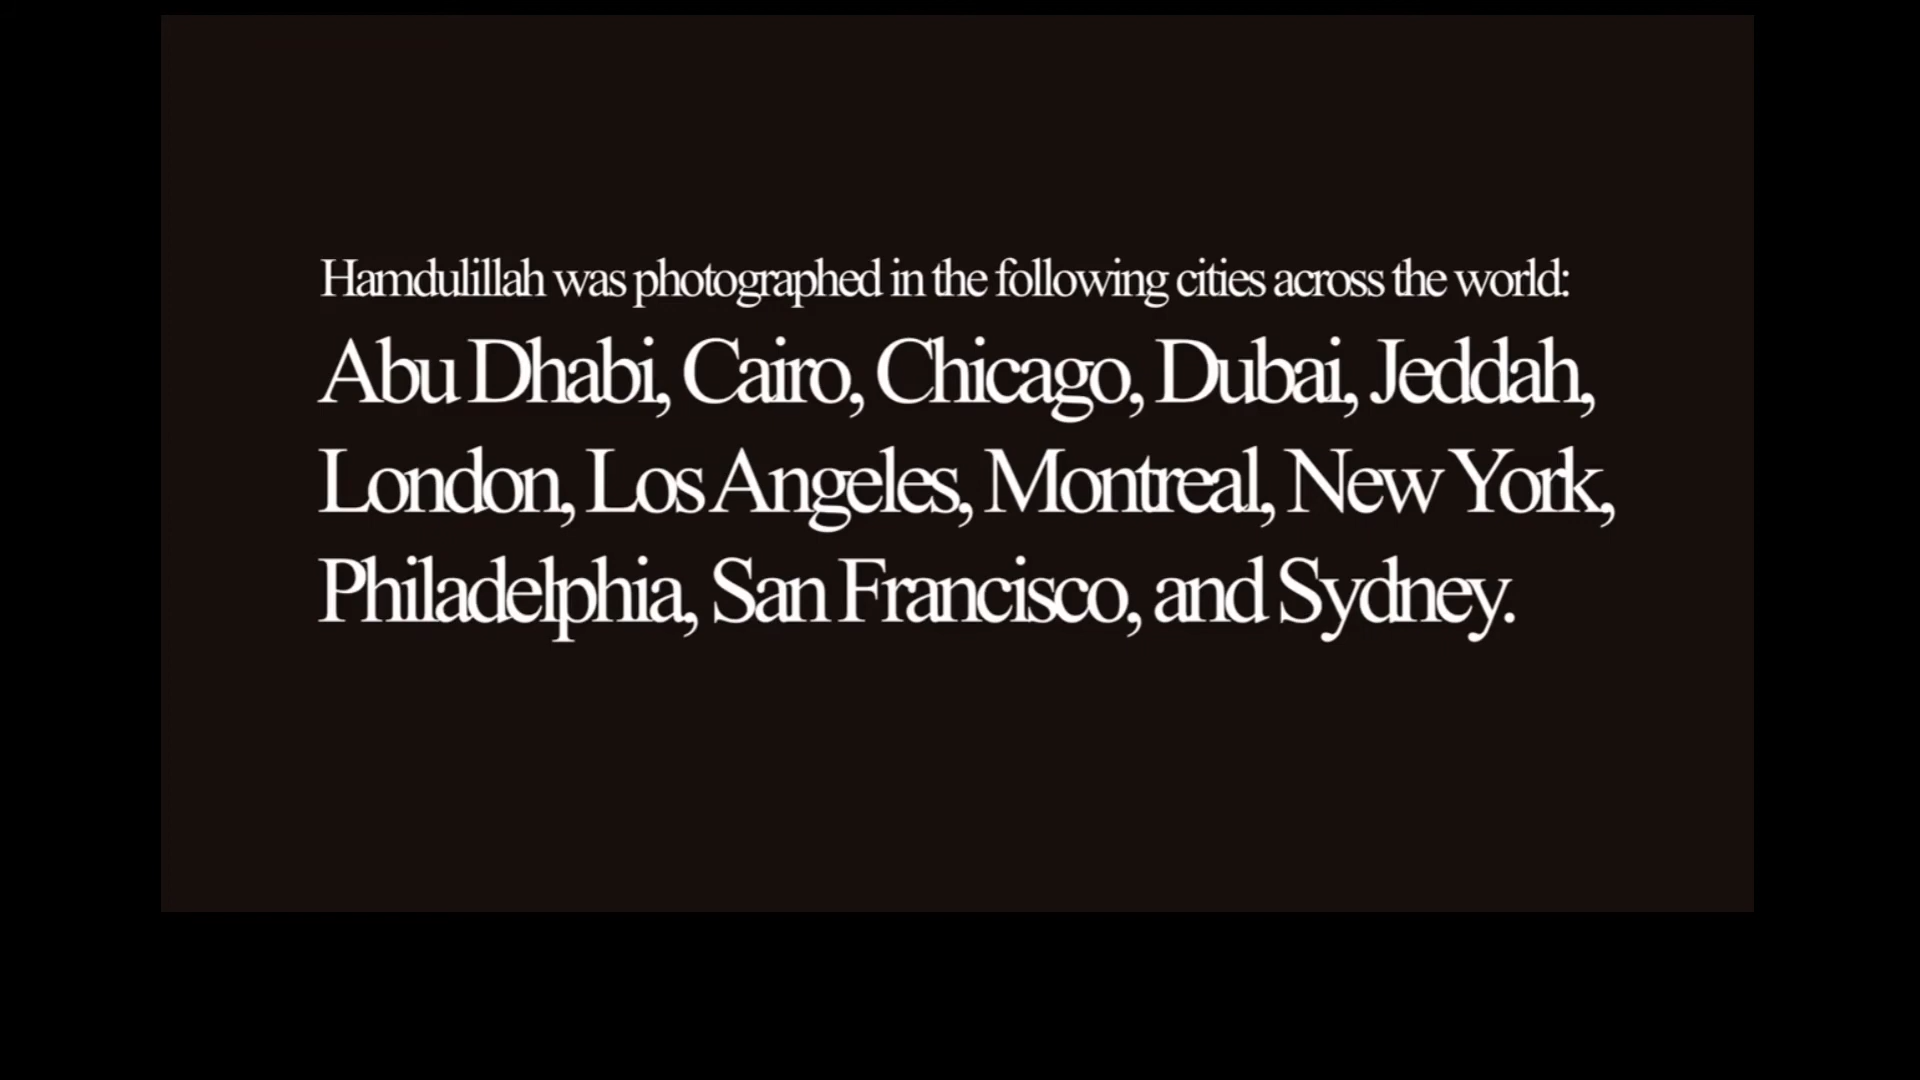 Hamdulillah was photographed in the following cities across the world:
Abu Dhabi, Cairo, Chicago, Dubai, Jeddah,
London, Los Angeles, Montreal, New York,
Philadelphia, San Francisco, and Sydney.